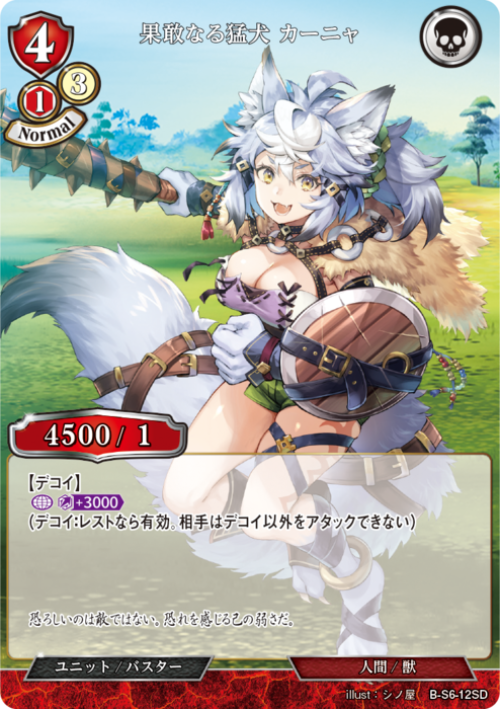 果敢なる猛犬 カーニャ
4
1
3
Normal
4500 / 1
【デコイ】
+3000
(デコイ:レストなら有効。相手はデコイ以外をアタックできない)
恐ろしいのは敵ではない。恐れを感じる己の弱さだ。
ユニット / バスター
人間 / 獣
illust:シノ屋 B-S6-12SD